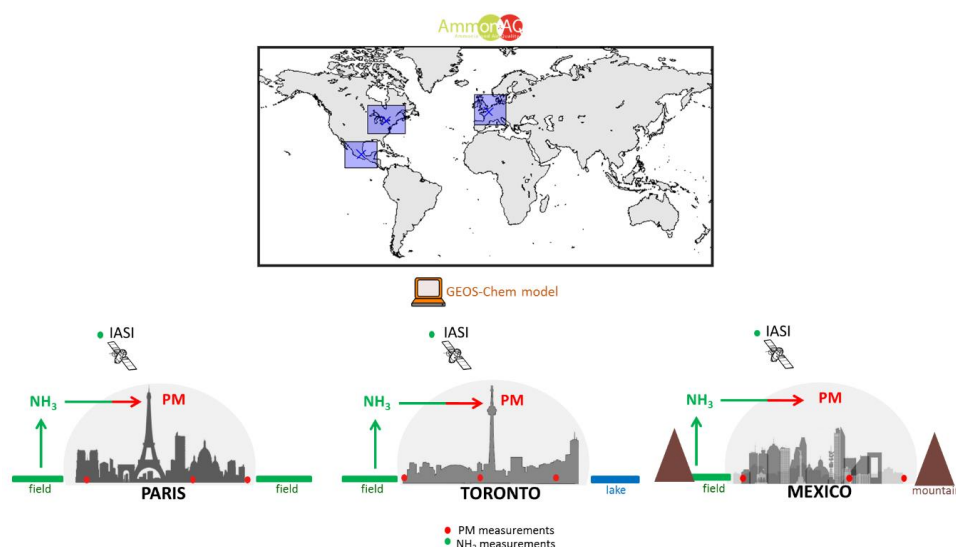 AmmonAQ
GEOS-Chem model
IASI
IASI
IASI
NH₃
PM
NH₃
PM
NH₃
PM
field
PARIS
field
field
TORONTO
lake
field
MEXICO
mountain
PM measurements
NH₃ measurements